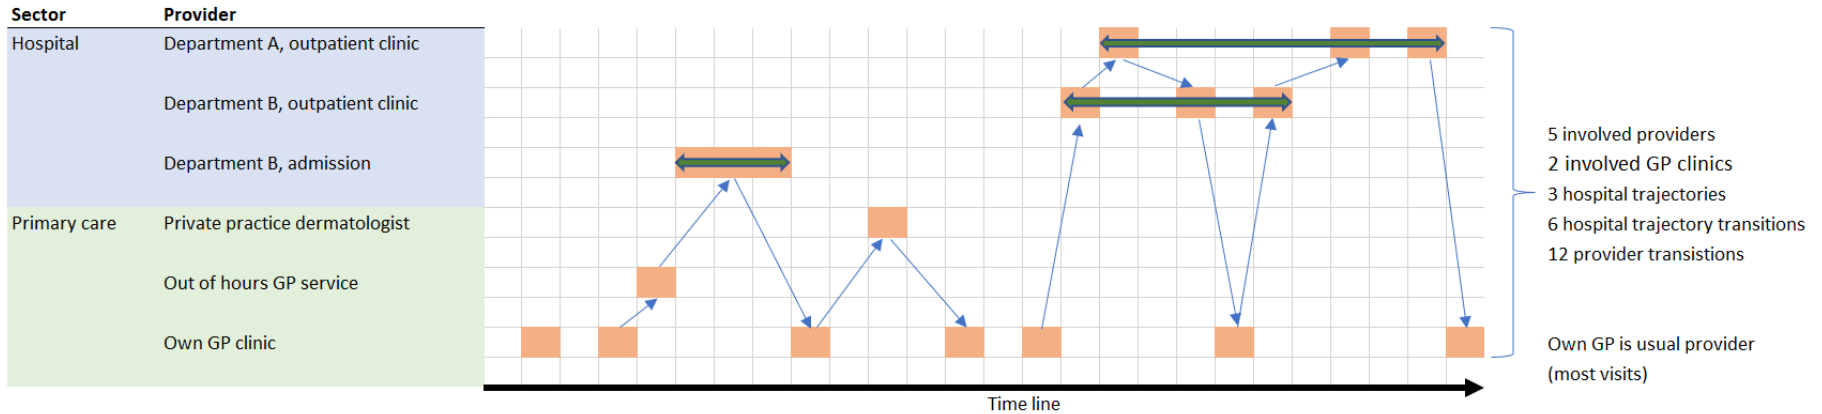 Sector Provider
Hospital Department A, outpatient clinic
Department B, outpatient clinic
Department B, admission
Primary care Private practice dermatologist
Out of hours GP service
Own GP clinic
Time line
5 involved providers
2 involved GP clinics
3 hospital trajectories
6 hospital trajectory transitions
12 provider transistions
Own GP is usual provider
(most visits)